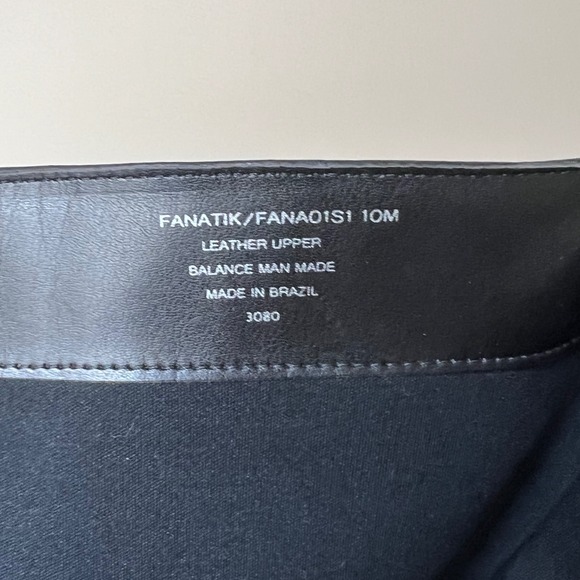 FANATIK/FANA01S1 10M
LEATHER UPPER
BALANCE MAN MADE
MADE IN BRAZIL
3080